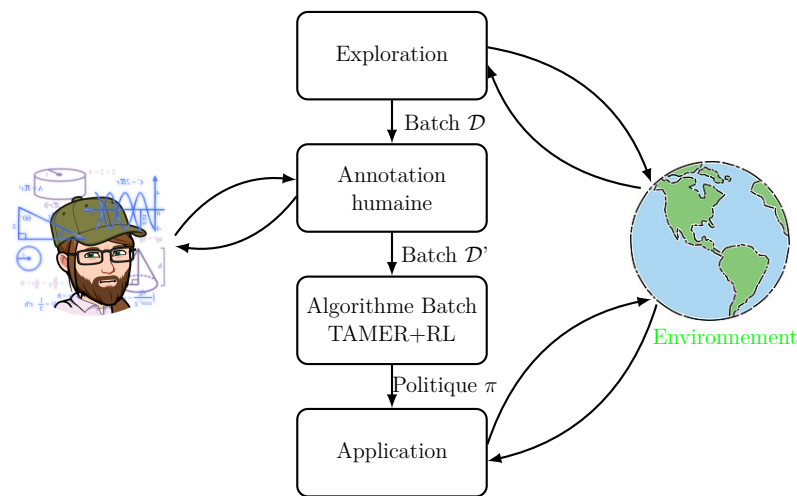 Exploration
Batch 𝒟
Annotation
humaine
Batch 𝒟'
Algorithme Batch
TAMER+RL
Politique π
Application
Environnement